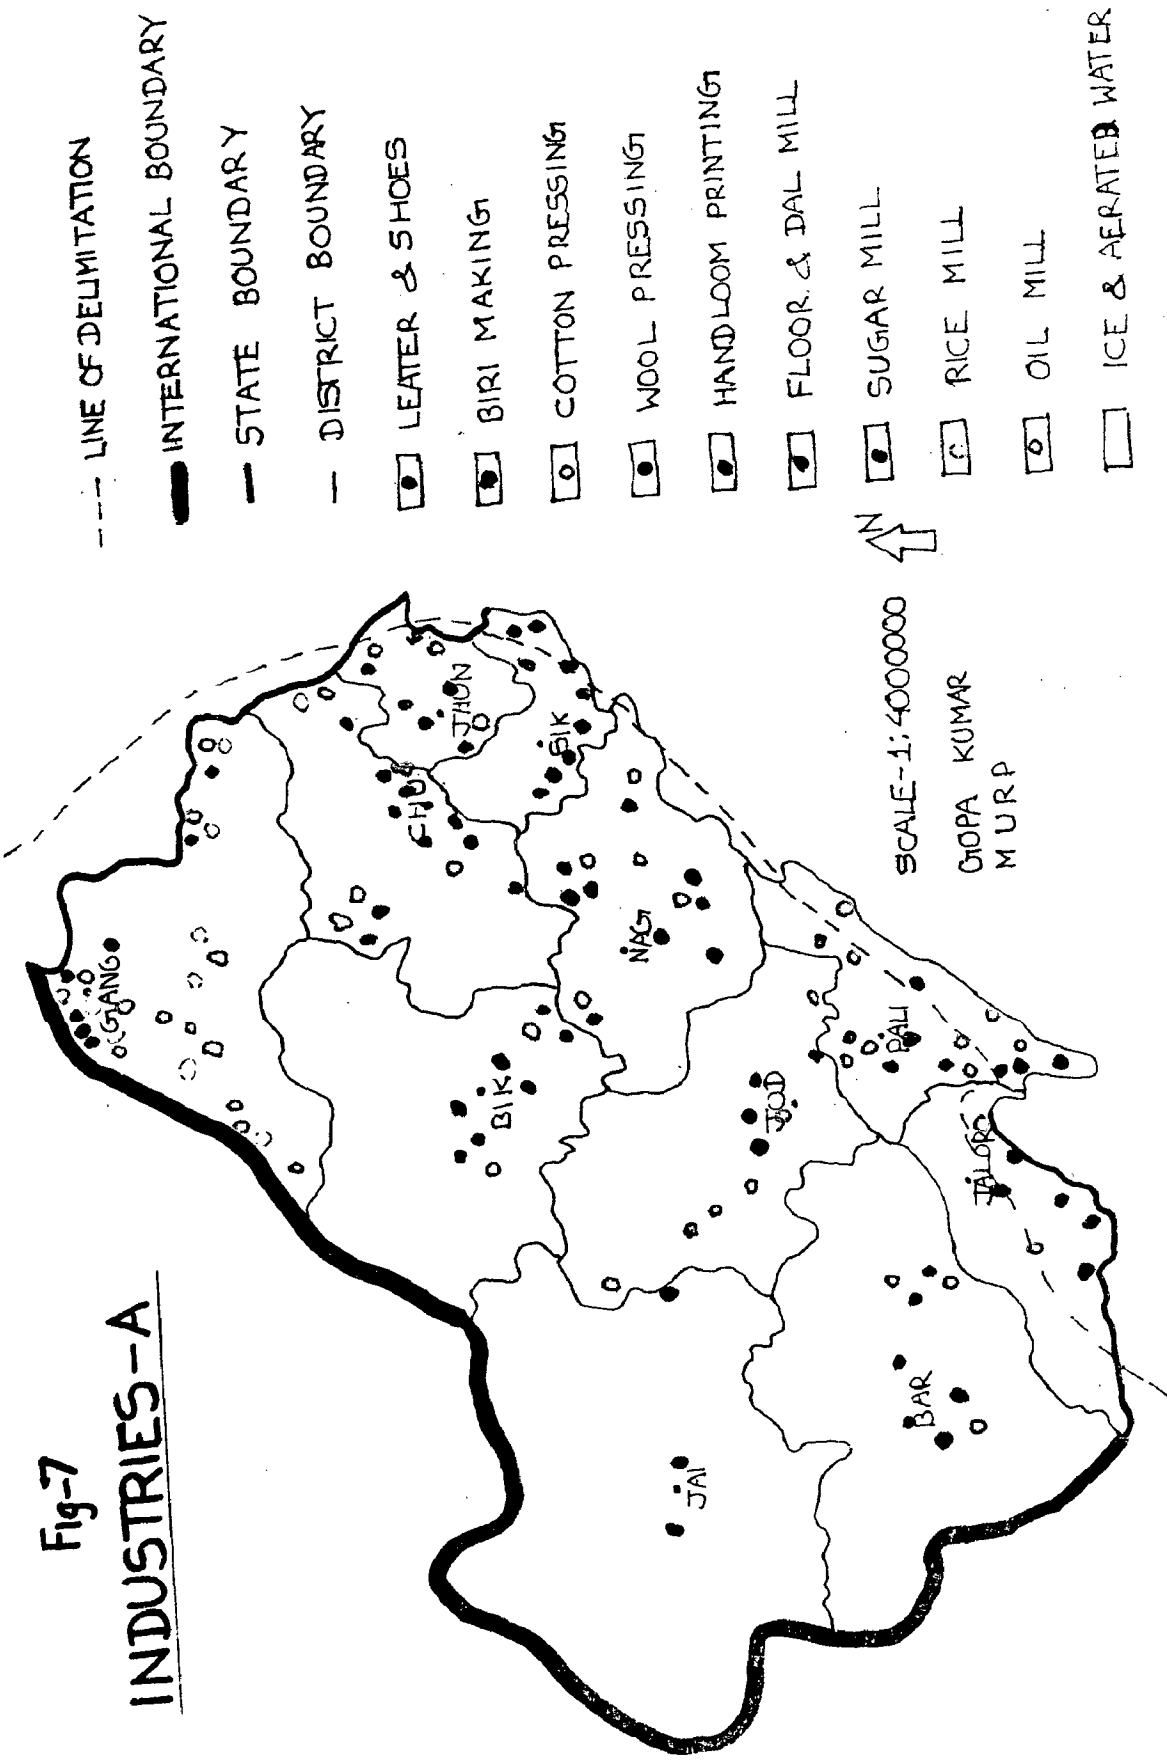 Fig-7
INDUSTRIES-A
GANG
CHU
JHUN
SIK
BIK
NAG
JAI
JOD
PALI
BAR
JALOR
SCALE-1:4000000
GOPA KUMAR
MURP
N
LINE OF DELIMITATION
INTERNATIONAL BOUNDARY
STATE BOUNDARY
DISTRICT BOUNDARY
LEATER & SHOES
BIRI MAKING
COTTON PRESSING
WOOL PRESSING
HANDLOOM PRINTING
FLOOR & DAL MILL
SUGAR MILL
RICE MILL
OIL MILL
ICE & AERATED WATER